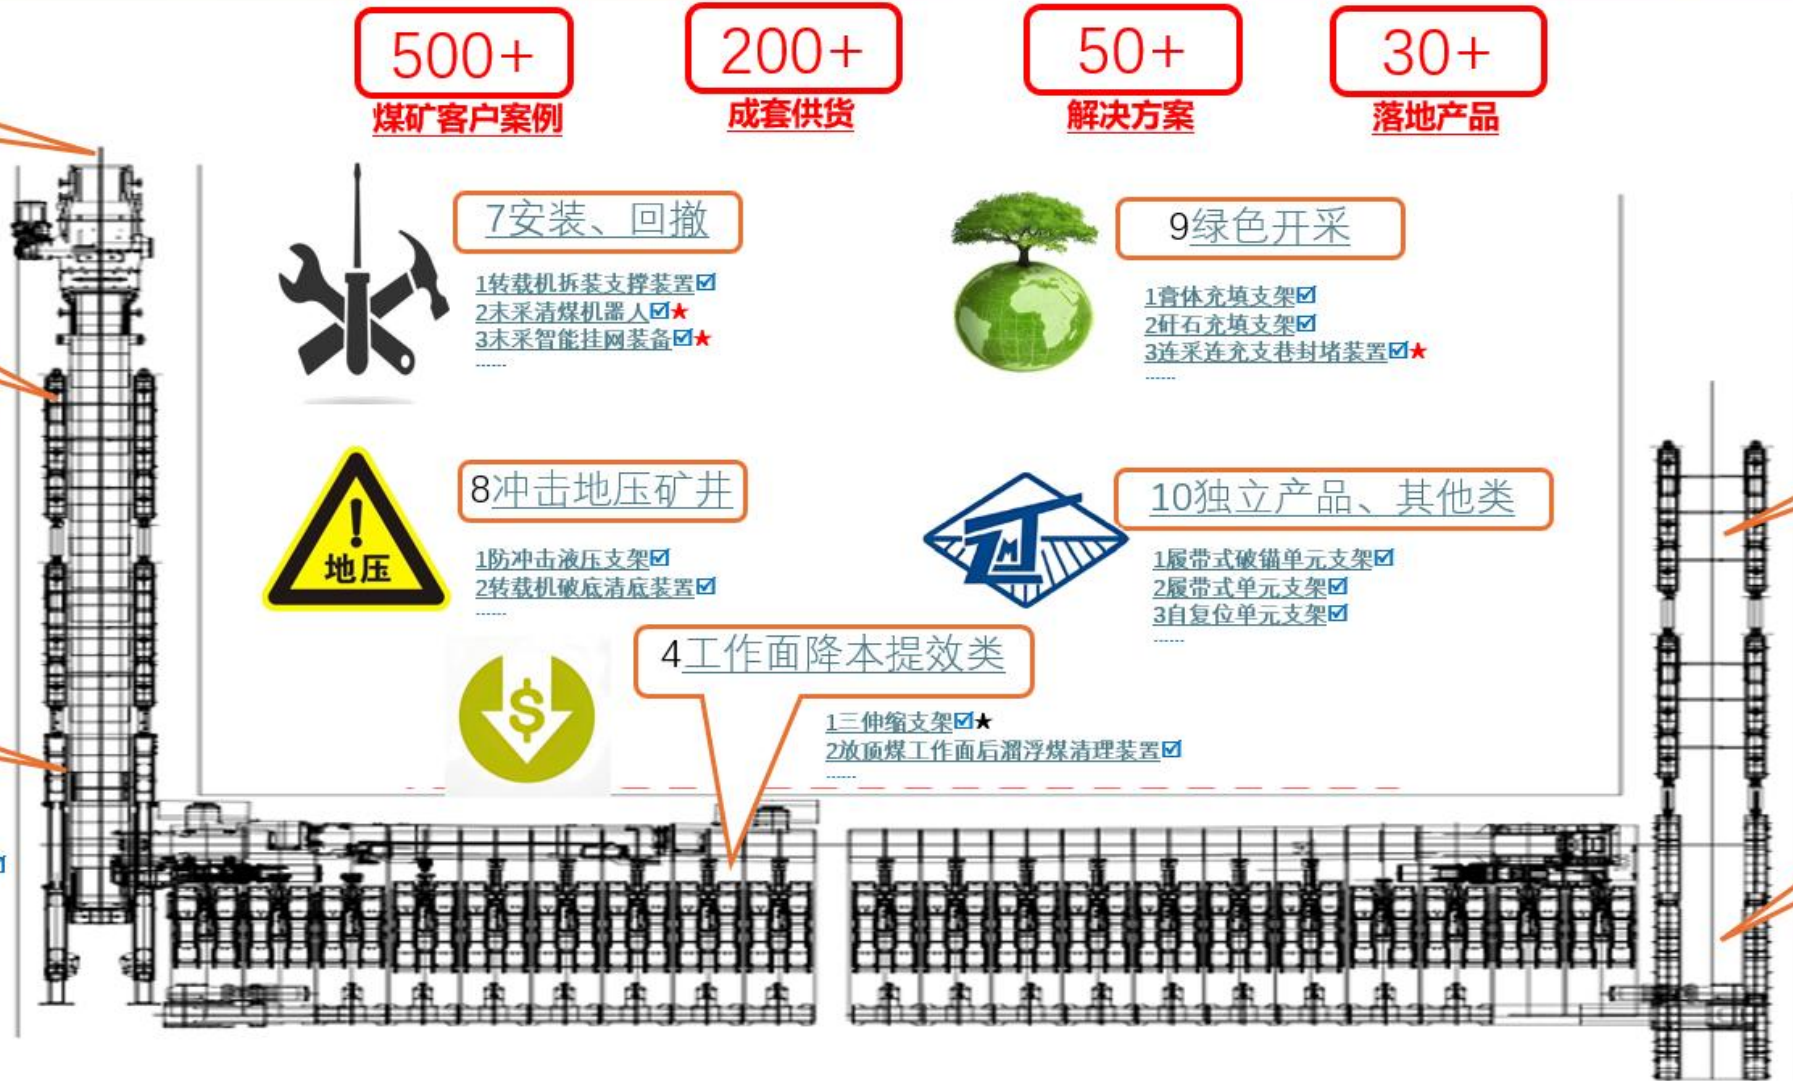 500+
200+
50+
30+
煤矿客户案例
成套供货
解决方案
落地产品
7安装、回撤
1转载机拆装支撑装置☑
2末采清煤机器人☑★
3末采智能挂网装备☑★
......
9绿色开采
1膏体充填支架☑
2矸石充填支架☑
3连采连充支巷封堵装置☑★
......
8冲击地压矿井
地压
1防冲击液压支架☑
2转载机破底清底装置☑
......
10独立产品、其他类
1履带式破锚单元支架☑
2履带式单元支架☑
3自复位单元支架☑
......
4工作面降本提效类
1三伸缩支架☑★
2放顶煤工作面后溜浮煤清理装置☑
......